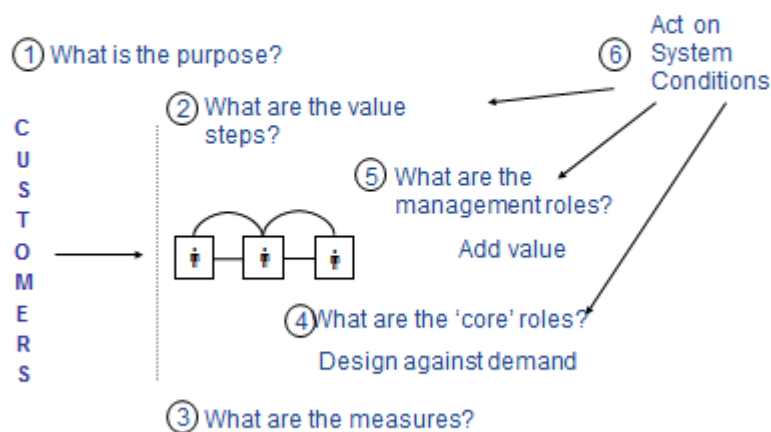 1 What is the purpose?
6
Act on
System
Conditions
2 What are the value
steps?
CUSTOMERS
5 What are the
management roles?
Add value
4 What are the ‘core’ roles?
Design against demand
3 What are the measures?